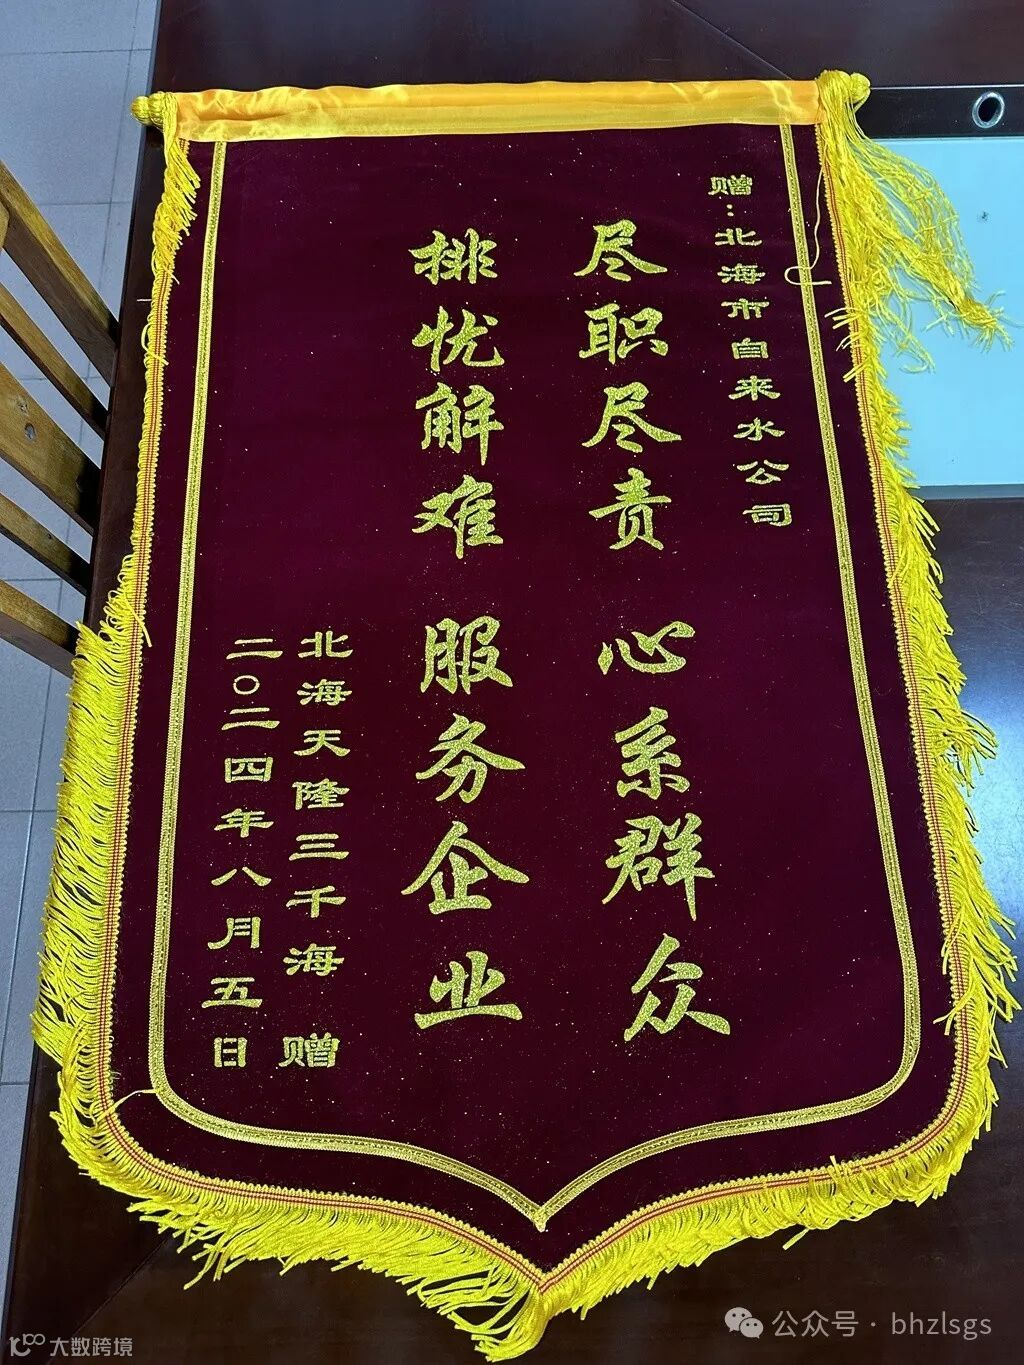 赠:北海市自来水公司
尽职尽责 心系群众
排忧解难 服务企业
北海天隆三千海 赠
二〇二四年八月五日
公众号·bhzlsgs
10100 大数跨境